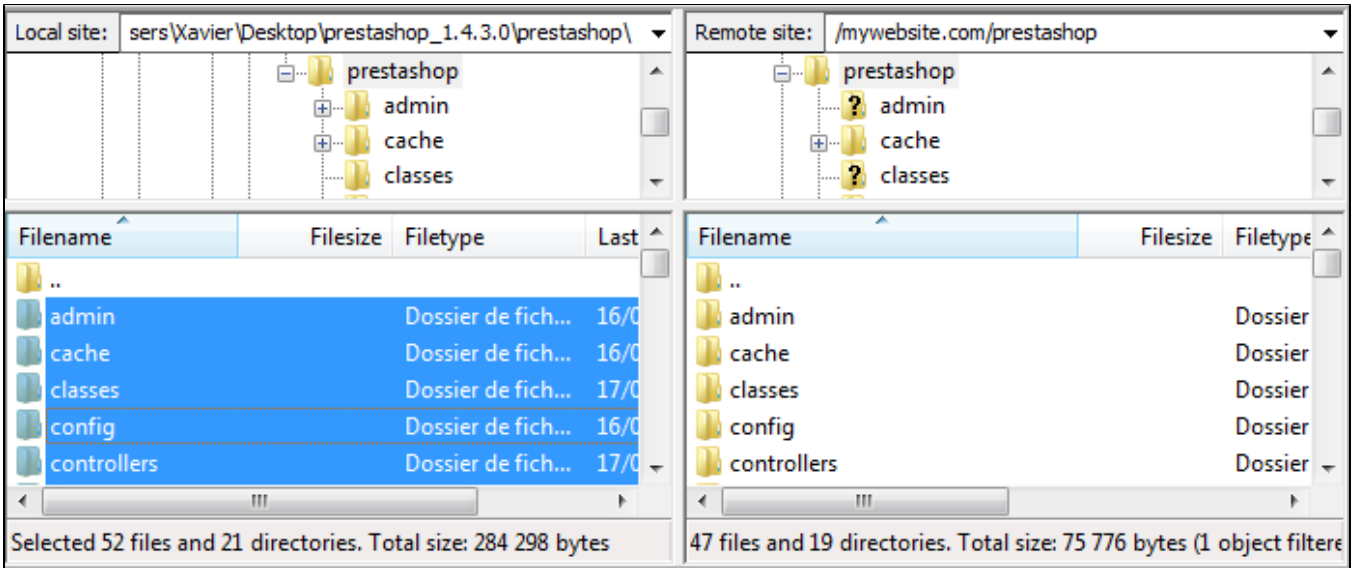 Local site: sers\Xavier\Desktop\prestashop_1.4.3.0\prestashop\
prestashop
admin
cache
classes
Filename Filesize Filetype Last
..
admin Dossier de fich... 16/0
cache Dossier de fich... 16/0
classes Dossier de fich... 17/0
config Dossier de fich... 16/0
controllers Dossier de fich... 17/0
Selected 52 files and 21 directories. Total size: 284 298 bytes
Remote site: /mywebsite.com/prestashop
prestashop
? admin
cache
? classes
Filename Filesize Filetype
..
admin Dossier
cache Dossier
classes Dossier
config Dossier
controllers Dossier
47 files and 19 directories. Total size: 75 776 bytes (1 object filtere